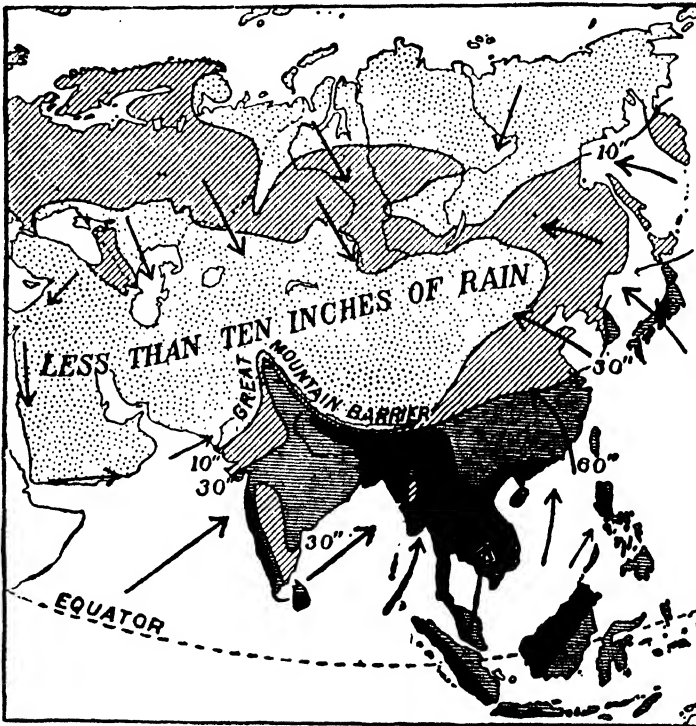 10"
LESS THAN TEN INCHES OF RAIN
GREAT MOUNTAIN BARRIER
30"
10"
30"
60"
30"
EQUATOR